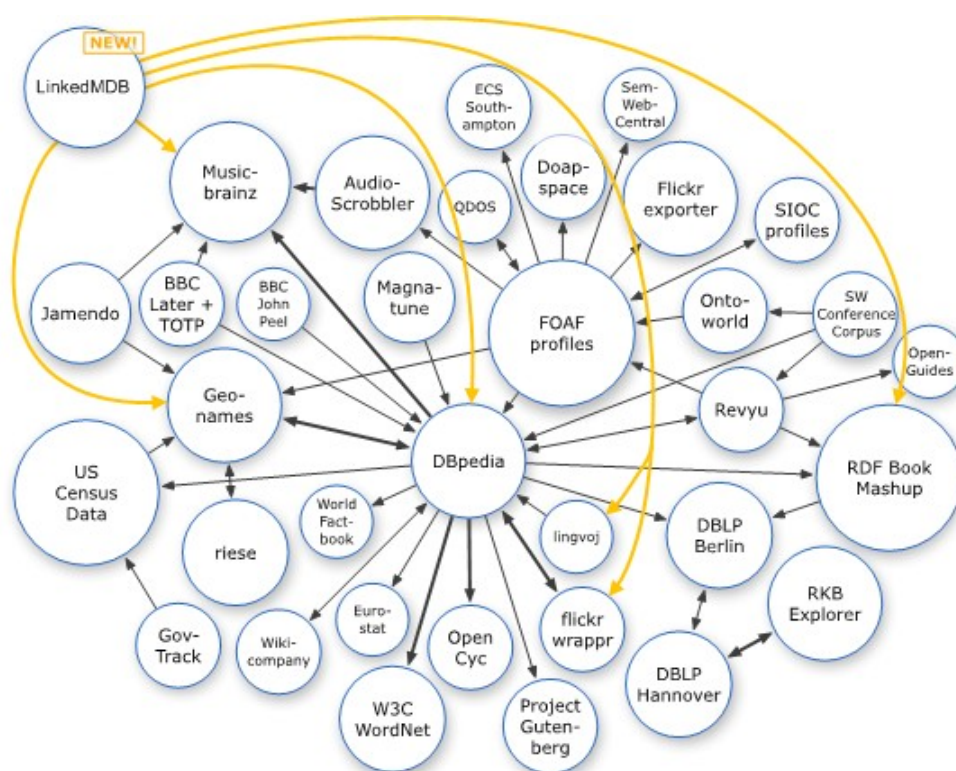 NEW!
LinkedMDB
ECS
South-
ampton
Sem-
Web-
Central
Music-
brainz
Audio-
Scrobbler
QDOS
Doap-
space
Flickr
exporter
SIOC
profiles
Jamendo
BBC
Later +
TOTP
BBC
John
Peel
Magna-
tune
FOAF
profiles
Onto-
world
SW
Conference
Corpus
Open-
Guides
Geo-
names
Revyu
DBpedia
US
Census
Data
RDF Book
Mashup
World
Fact-
book
riese
lingvoj
DBLP
Berlin
RKB
Explorer
Gov-
Track
Wiki-
company
Euro-
stat
Open
Cyc
flickr
wrappr
DBLP
Hannover
W3C
WordNet
Project
Guten-
berg